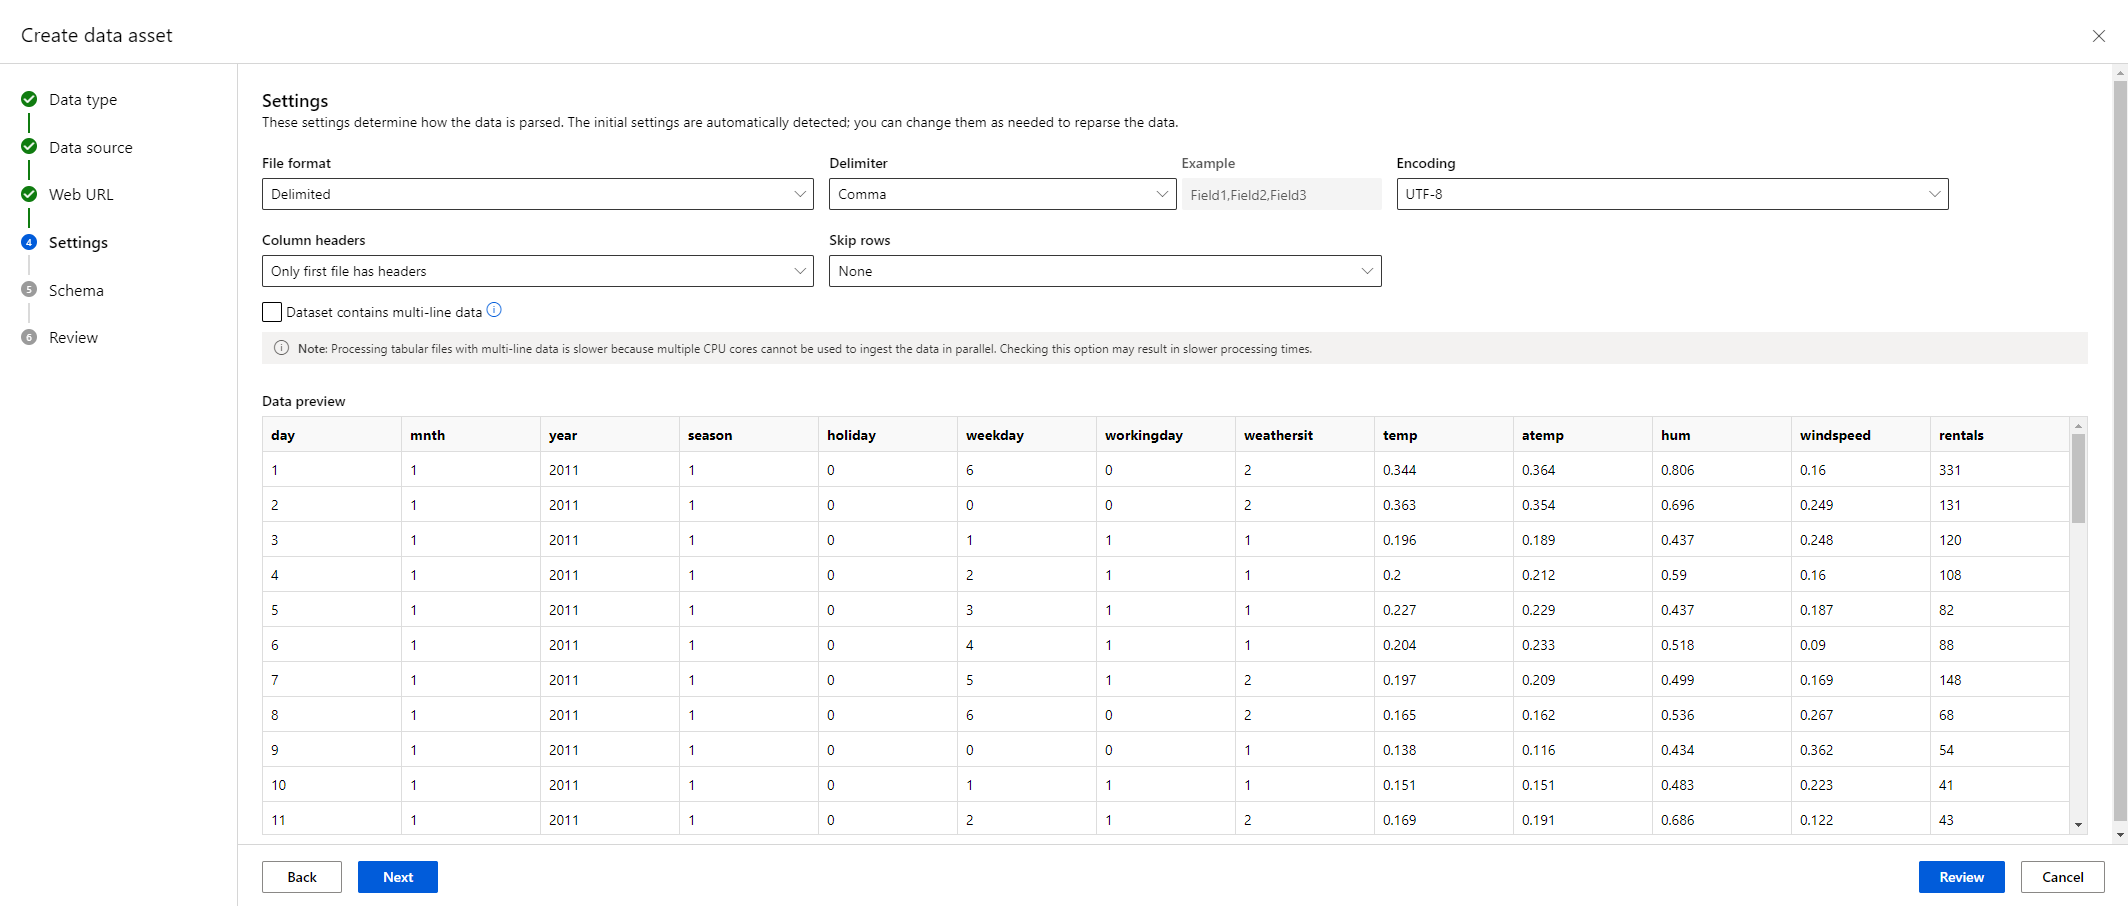 Create data asset
Data type
Data source
Web URL
4 Settings
5 Schema
6 Review
Settings
These settings determine how the data is parsed. The initial settings are automatically detected; you can change them as needed to reparse the data.
File format Delimiter Example Encoding
Delimited Comma Field1,Field2,Field3 UTF-8
Column headers Skip rows
Only first file has headers None
Dataset contains multi-line data
Note: Processing tabular files with multi-line data is slower because multiple CPU cores cannot be used to ingest the data in parallel. Checking this option may result in slower processing times.
Data preview
day mnth year season holiday weekday workingday weathersit temp atemp hum windspeed rentals
1 1 2011 1 0 6 0 2 0.344 0.364 0.806 0.16 331
2 1 2011 1 0 0 0 2 0.363 0.354 0.696 0.249 131
3 1 2011 1 0 1 1 1 0.196 0.189 0.437 0.248 120
4 1 2011 1 0 2 1 1 0.2 0.212 0.59 0.16 108
5 1 2011 1 0 3 1 1 0.227 0.229 0.437 0.187 82
6 1 2011 1 0 4 1 1 0.204 0.233 0.518 0.09 88
7 1 2011 1 0 5 1 2 0.197 0.209 0.499 0.169 148
8 1 2011 1 0 6 0 2 0.165 0.162 0.536 0.267 68
9 1 2011 1 0 0 0 1 0.138 0.116 0.434 0.362 54
10 1 2011 1 0 1 1 1 0.151 0.151 0.483 0.223 41
11 1 2011 1 0 2 1 2 0.169 0.191 0.686 0.122 43
Back Next Review Cancel